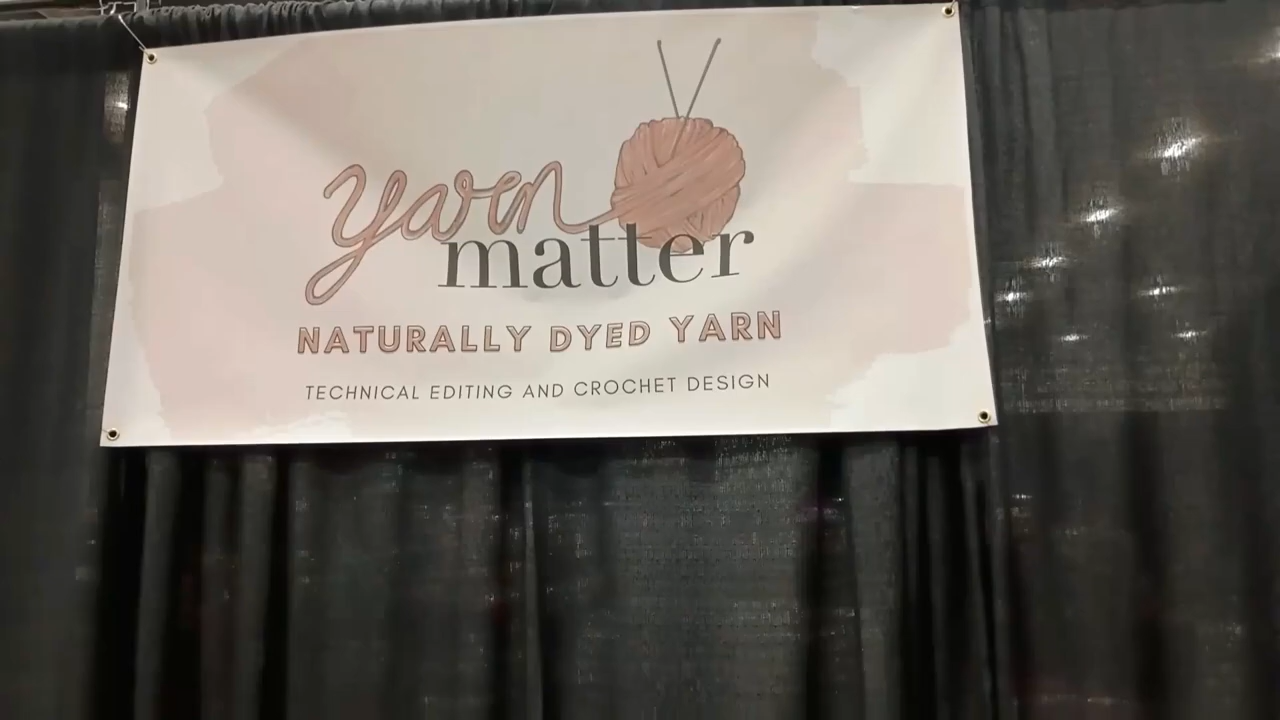 yarn
matter
NATURALLY DYED YARN
TECHNICAL EDITING AND CROCHET DESIGN